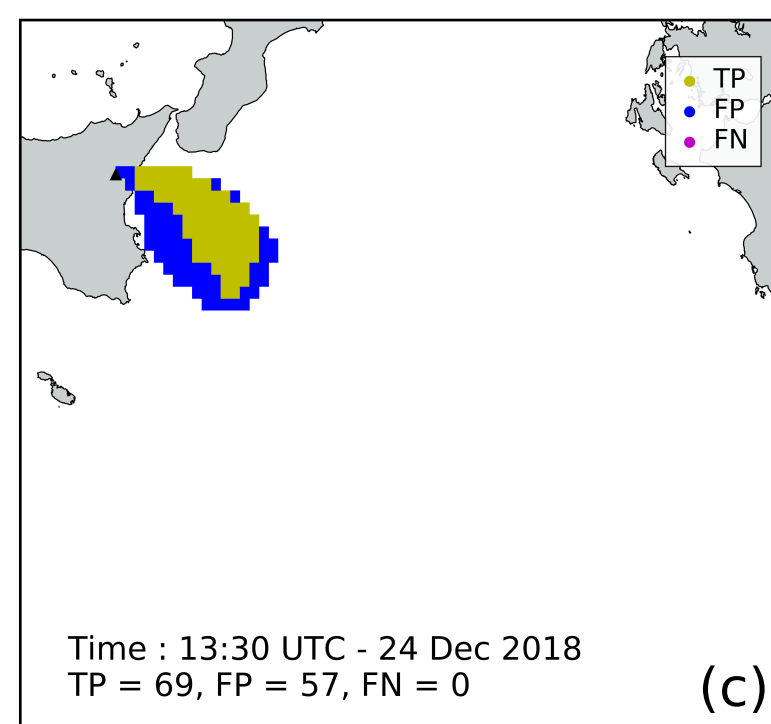 TP
FP
FN
Time : 13:30 UTC - 24 Dec 2018
TP = 69, FP = 57, FN = 0
(c)